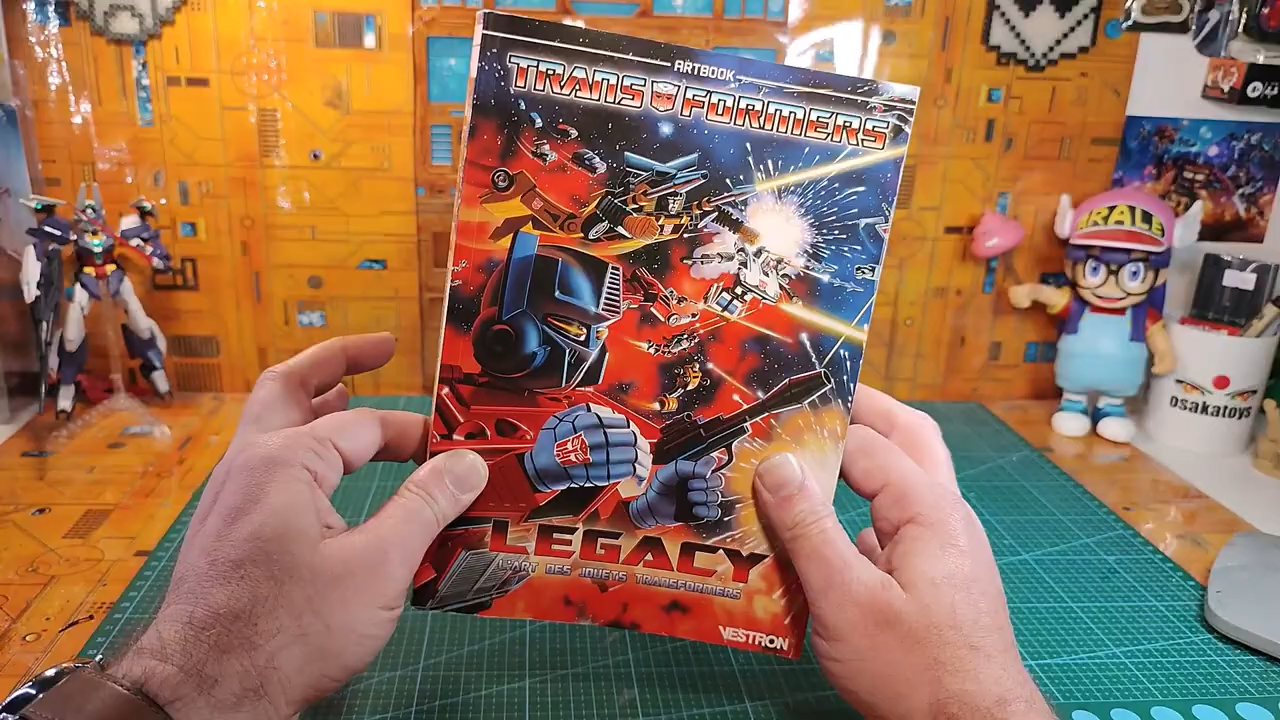 ARTBOOK
TRANSFORMERS
LEGACY
L'ART DES JOUETS TRANSFORMERS
VESTRON
ARALE
osakatoys